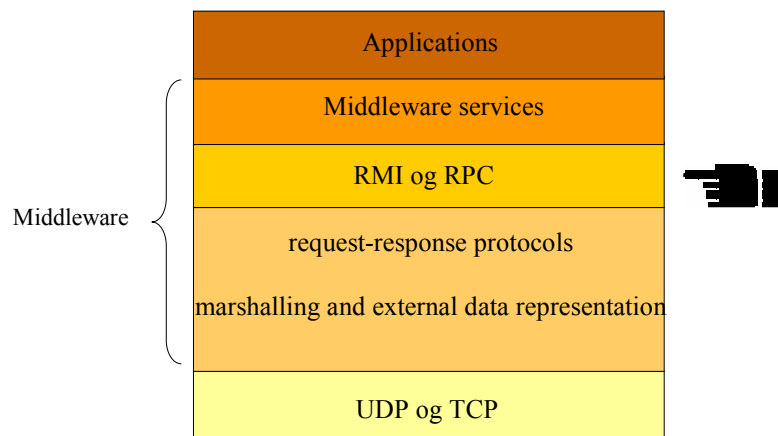 Applications
Middleware services
RMI og RPC
Middleware
request-response protocols
marshalling and external data representation
UDP og TCP